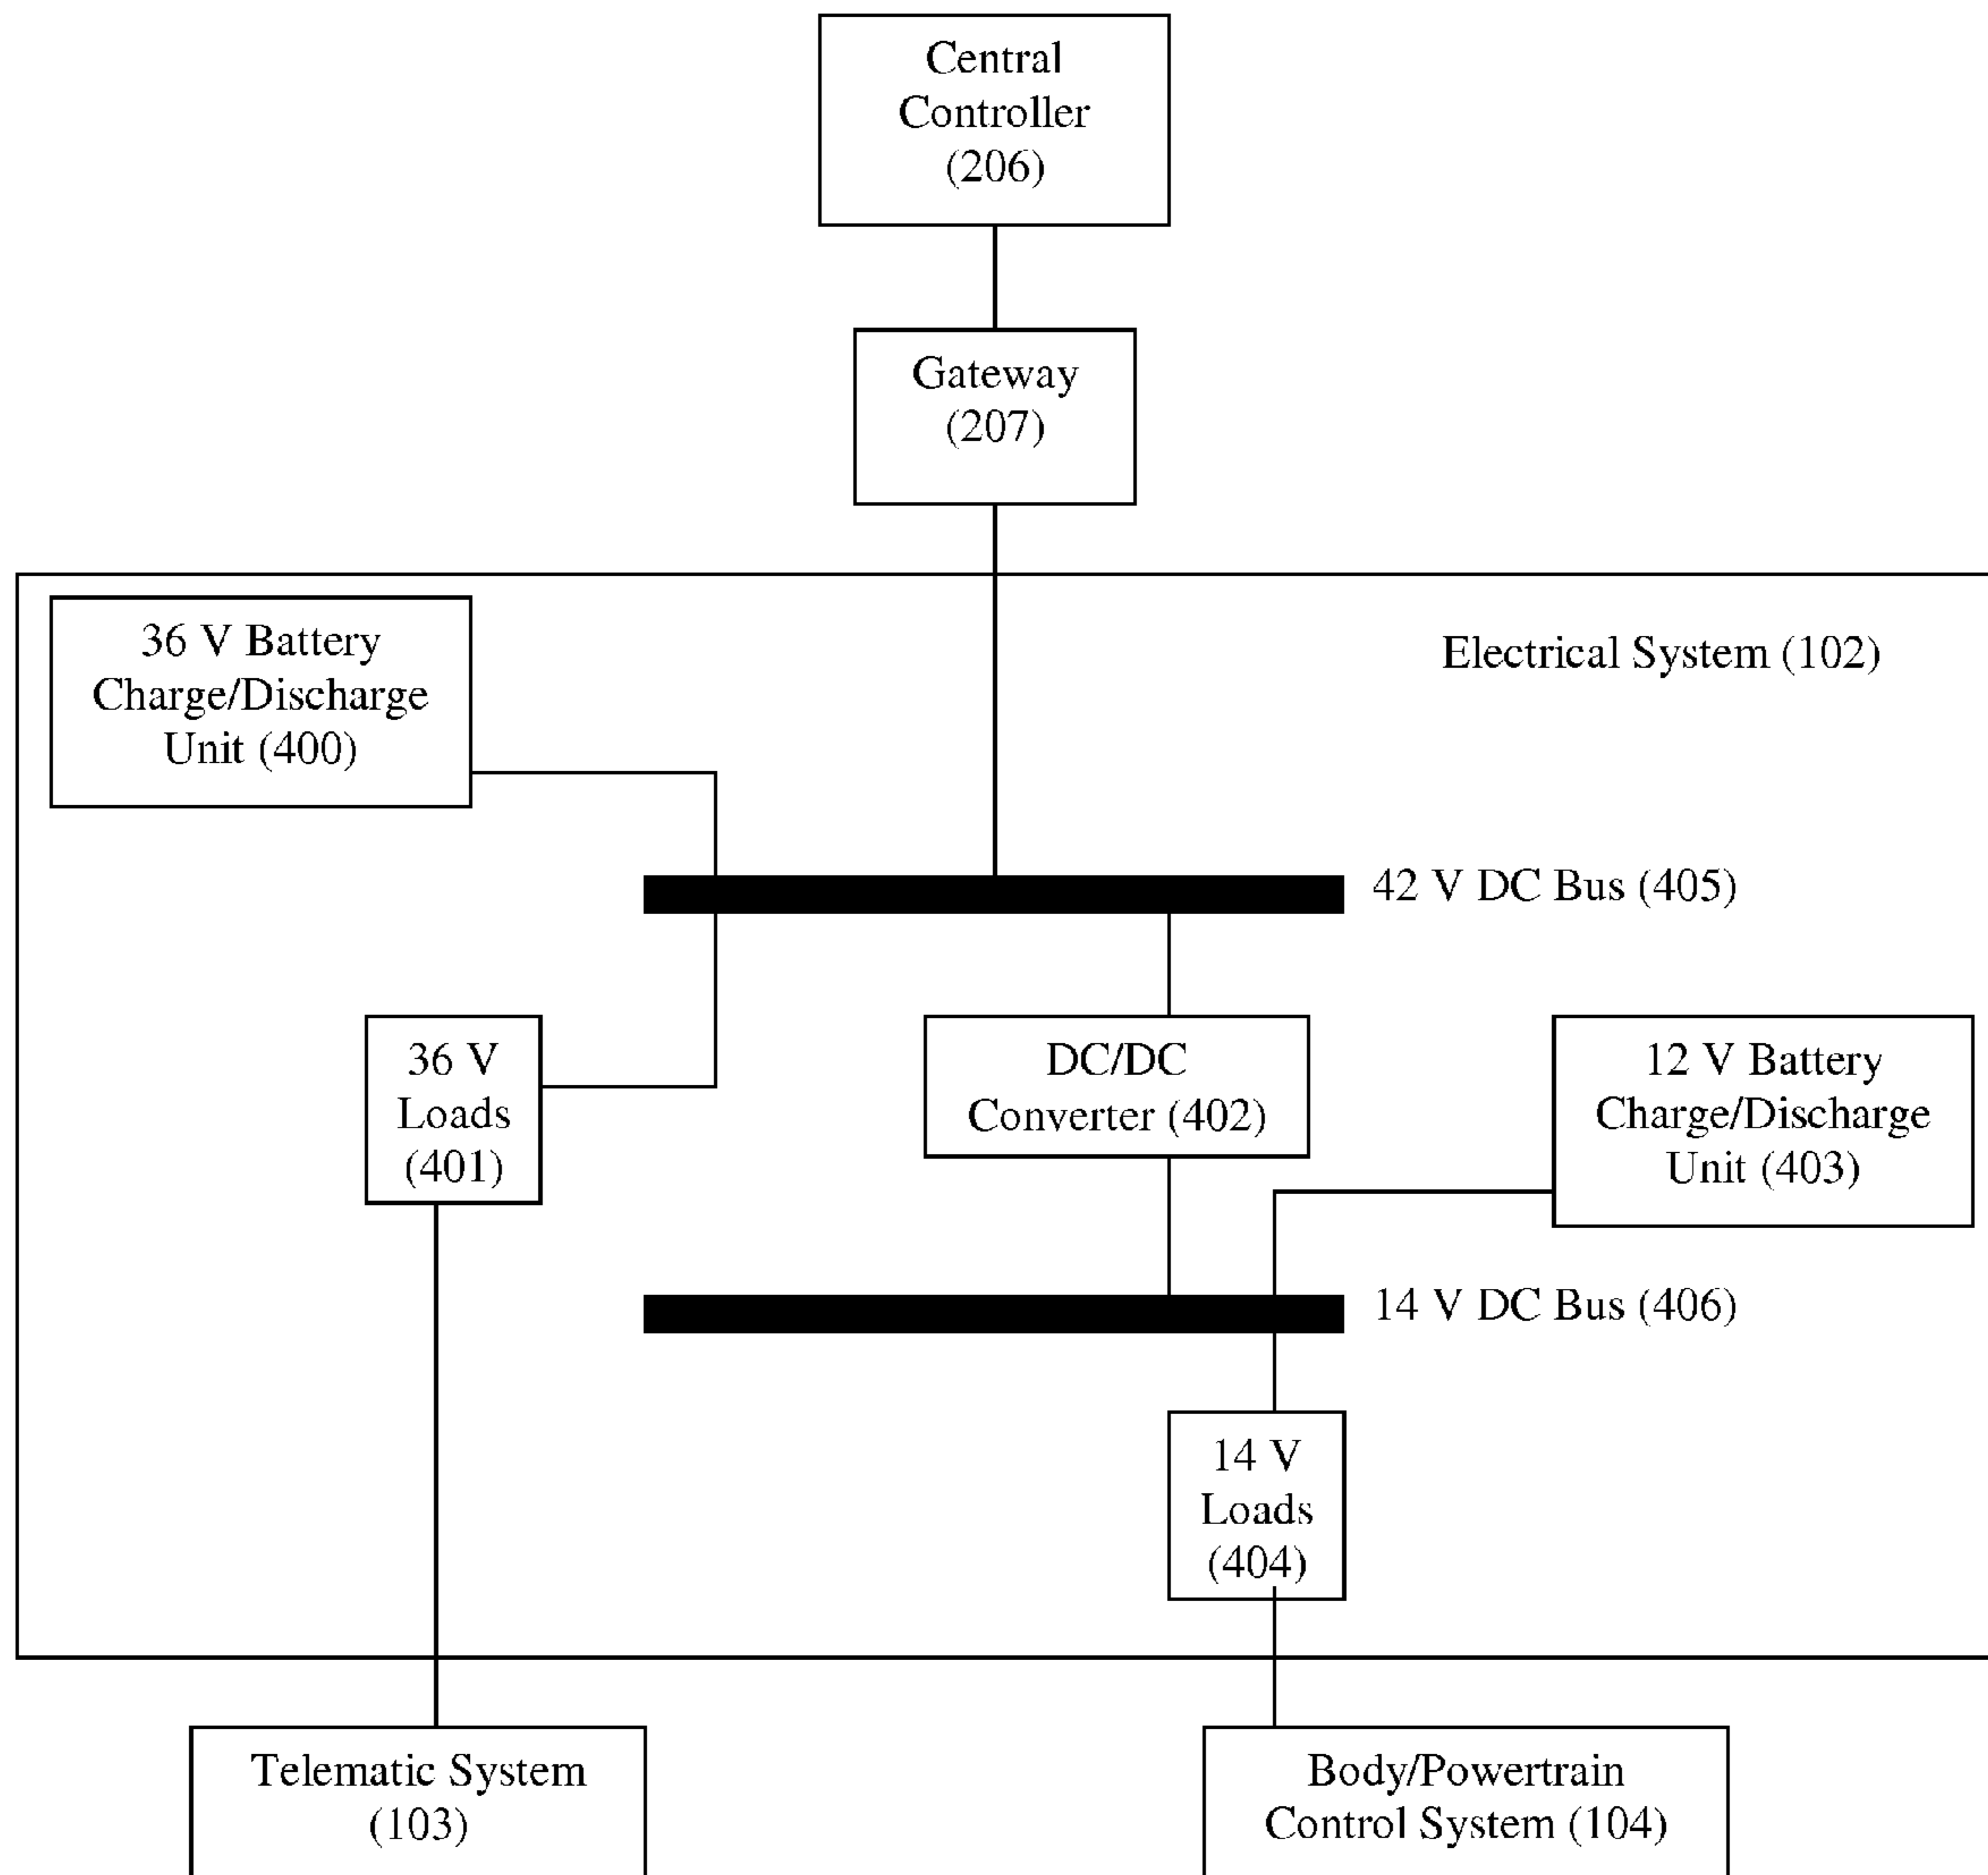 Central
Controller
(206)
Gateway
(207)
36 V Battery
Charge/Discharge
Unit (400)
Electrical System (102)
42 V DC Bus (405)
36 V
Loads
(401)
DC/DC
Converter (402)
12 V Battery
Charge/Discharge
Unit (403)
14 V DC Bus (406)
14 V
Loads
(404)
Telematic System
(103)
Body/Powertrain
Control System (104)